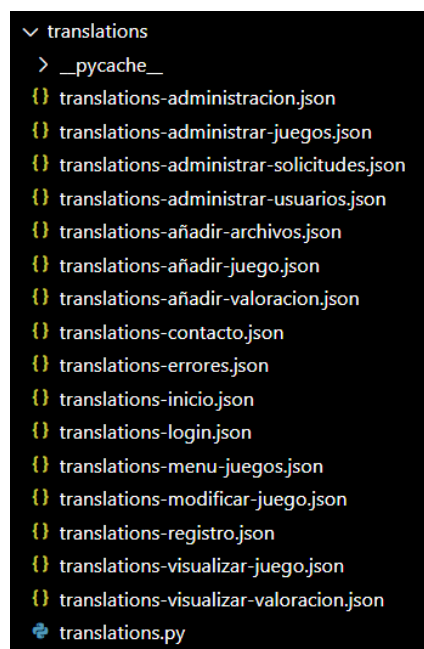 translations
__pycache__
translations-administracion.json
translations-administrar-juegos.json
translations-administrar-solicitudes.json
translations-administrar-usuarios.json
translations-añadir-archivos.json
translations-añadir-juego.json
translations-añadir-valoracion.json
translations-contacto.json
translations-errores.json
translations-inicio.json
translations-login.json
translations-menu-juegos.json
translations-modificar-juego.json
translations-registro.json
translations-visualizar-juego.json
translations-visualizar-valoracion.json
translations.py